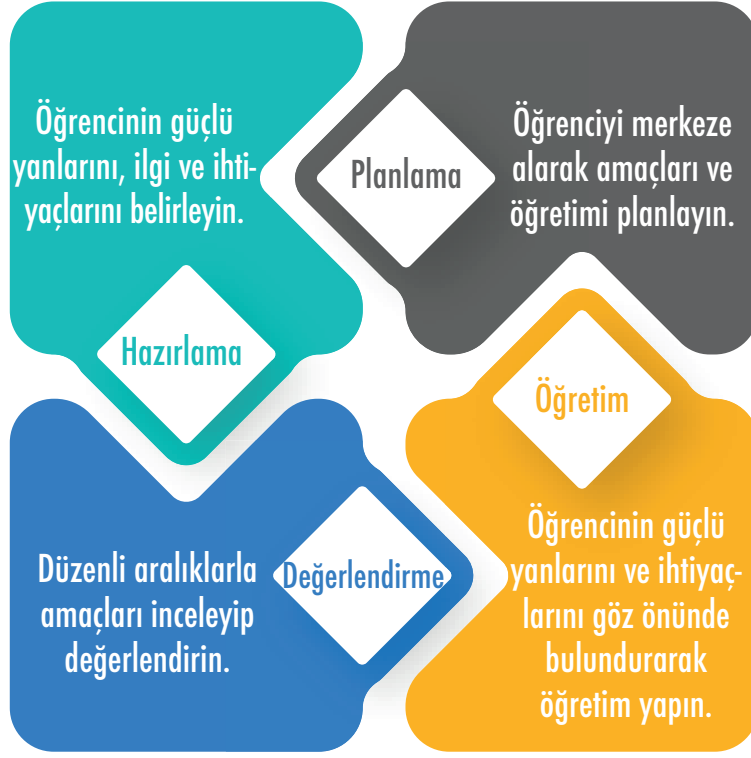 Öğrencinin güçlü
yanlarını, ilgi ve ihti-
yaçlarını belirleyin.
Hazırlama
Planlama
Öğrenciyi merkeze
alarak amaçları ve
öğretimi planlayın.
Öğretim
Öğrencinin güçlü
yanlarını ve ihtiyaç-
larını göz önünde
bulundurarak
öğretim yapın.
Değerlendirme
Düzenli aralıklarla
amaçları inceleyip
değerlendirin.